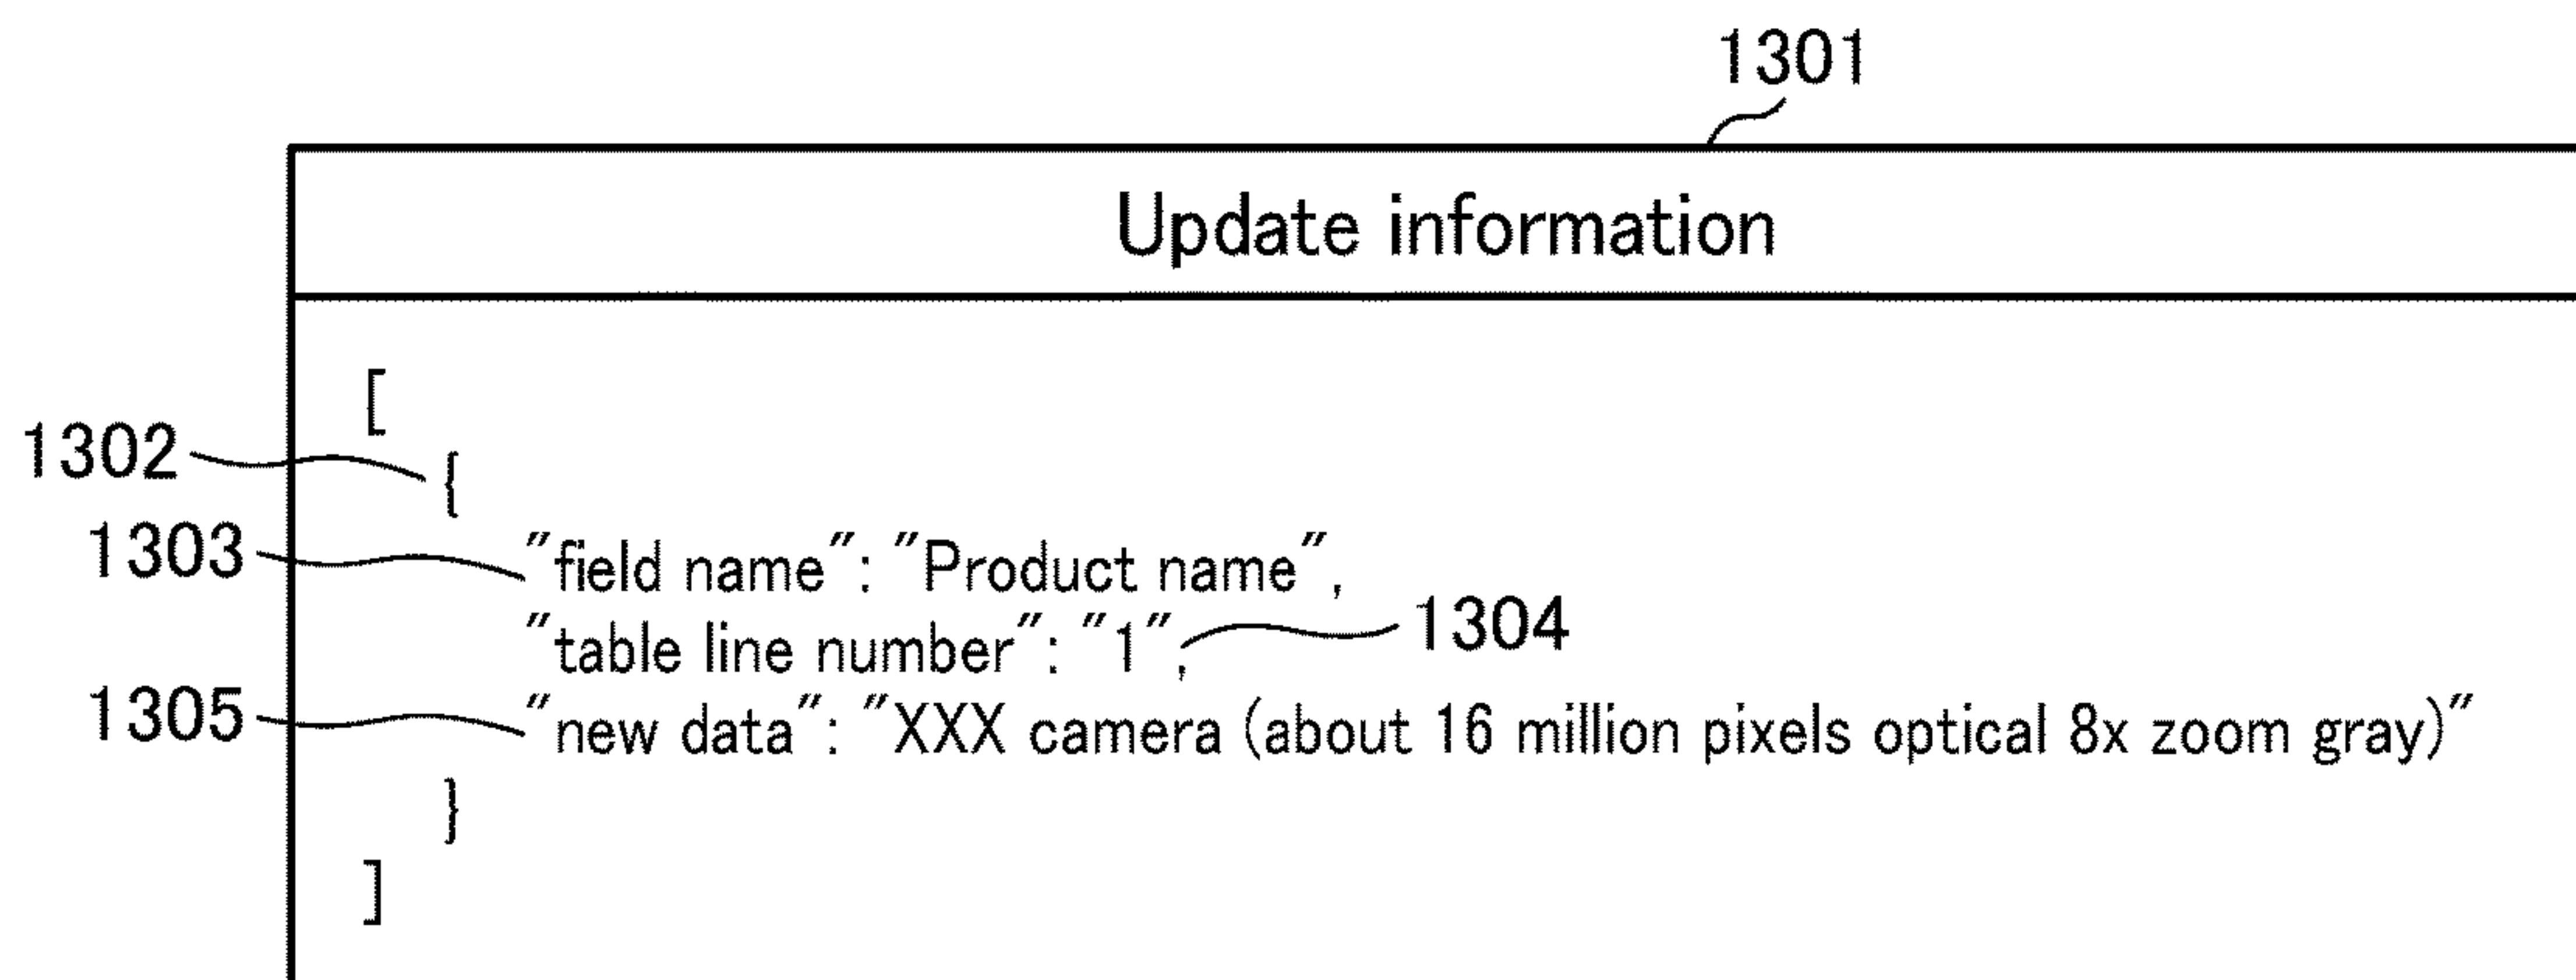 1301
Update information
[
1302 {
1303 "field name": "Product name",
"table line number": "1", 1304
1305 "new data": "XXX camera (about 16 million pixels optical 8x zoom gray)"
}
]